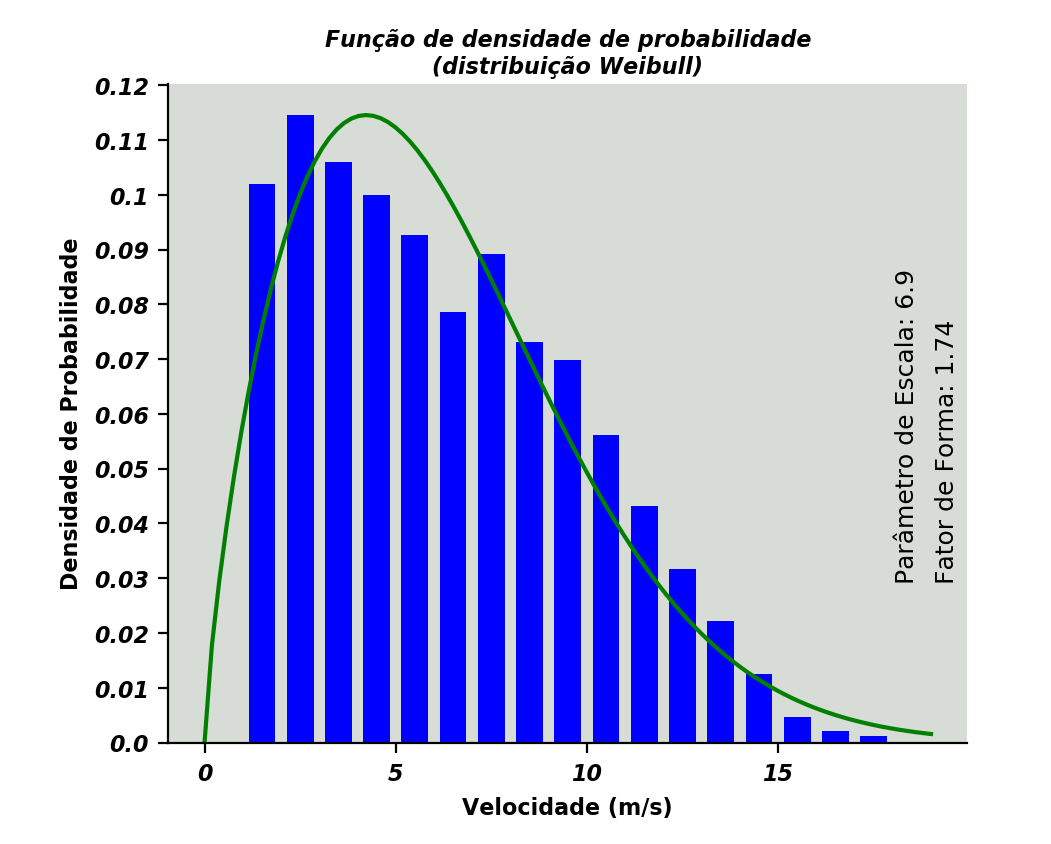 Função de densidade de probabilidade
(distribuição Weibull)
0.12
0.11
0.1
0.09
0.08
0.07
0.06
0.05
0.04
0.03
0.02
0.01
0.0
Densidade de Probabilidade
Parâmetro de Escala: 6.9
Fator de Forma: 1.74
0 5 10 15
Velocidade (m/s)